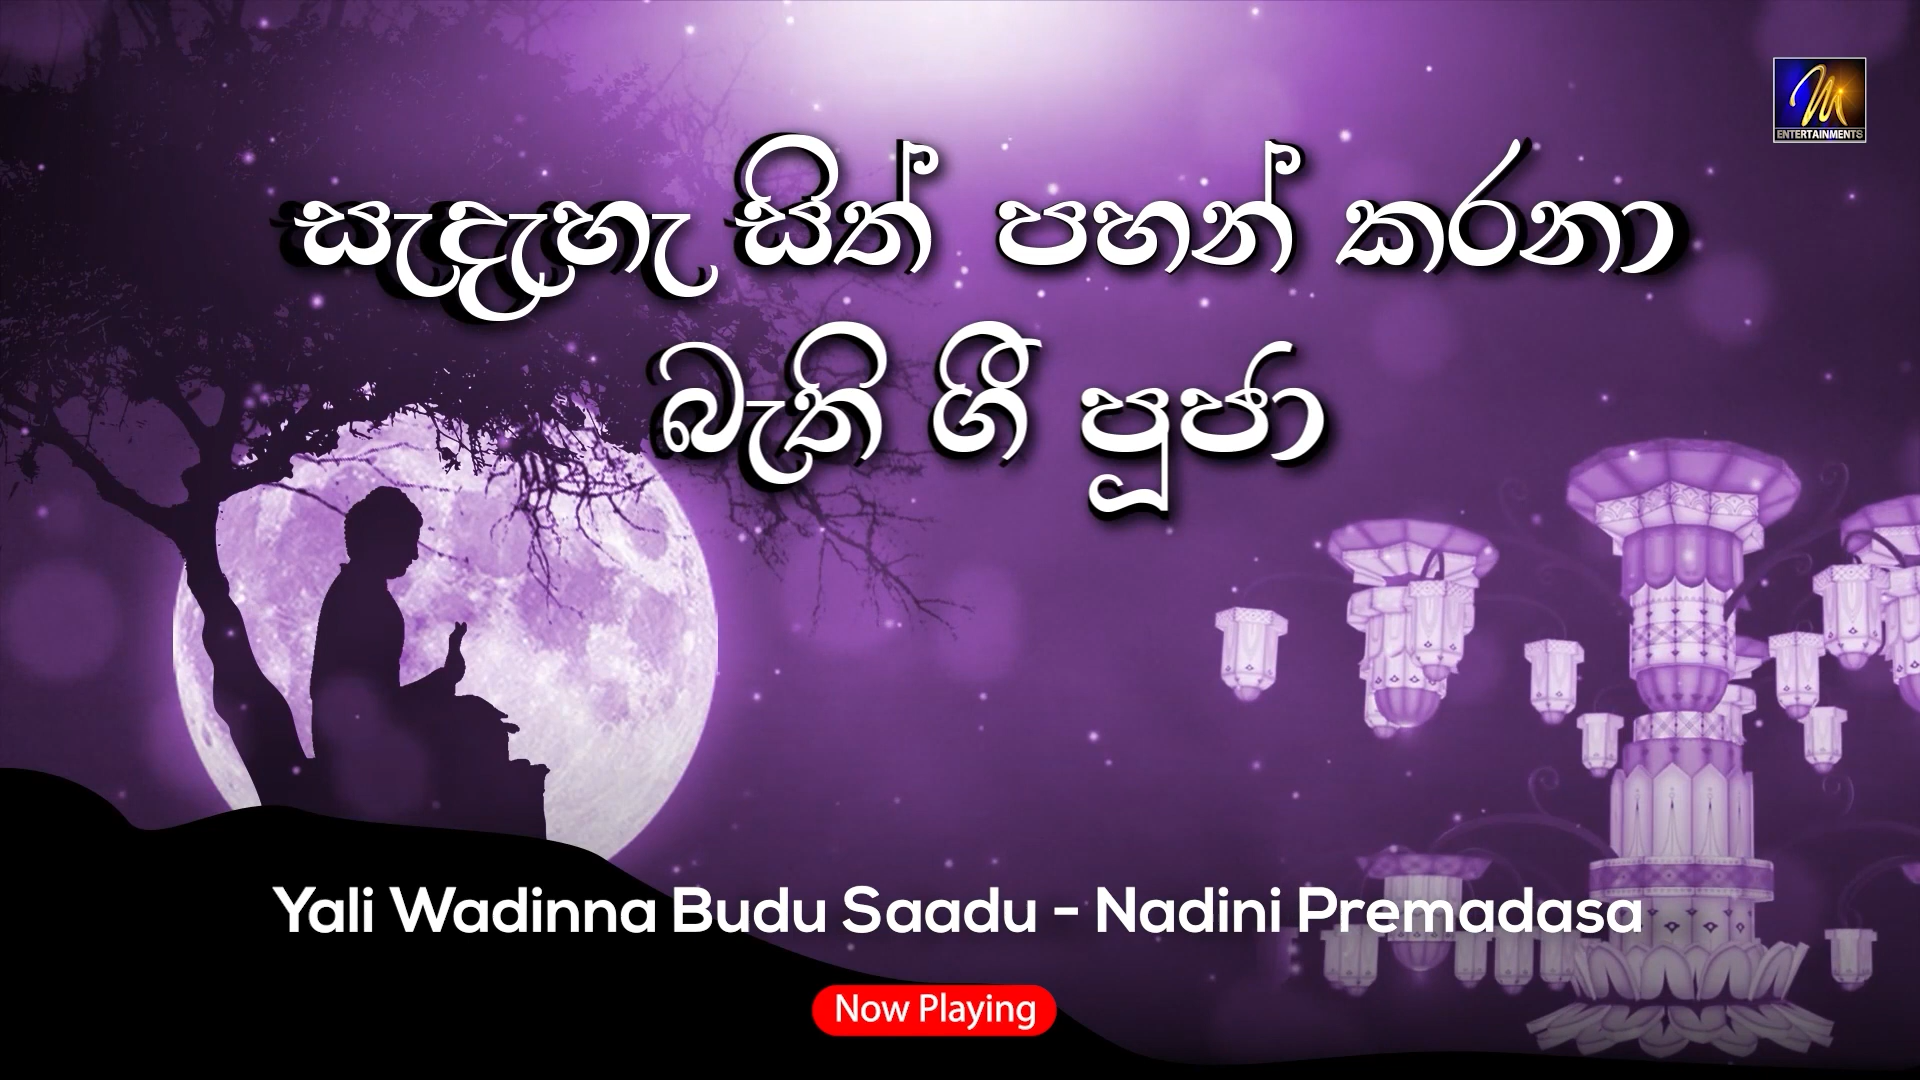 සැදැහැ සිත් පහන් කරනා
බැති ගී පූජා
M
ENTERTAINMENTS
Yali Wadinna Budu Saadu - Nadini Premadasa
Now Playing